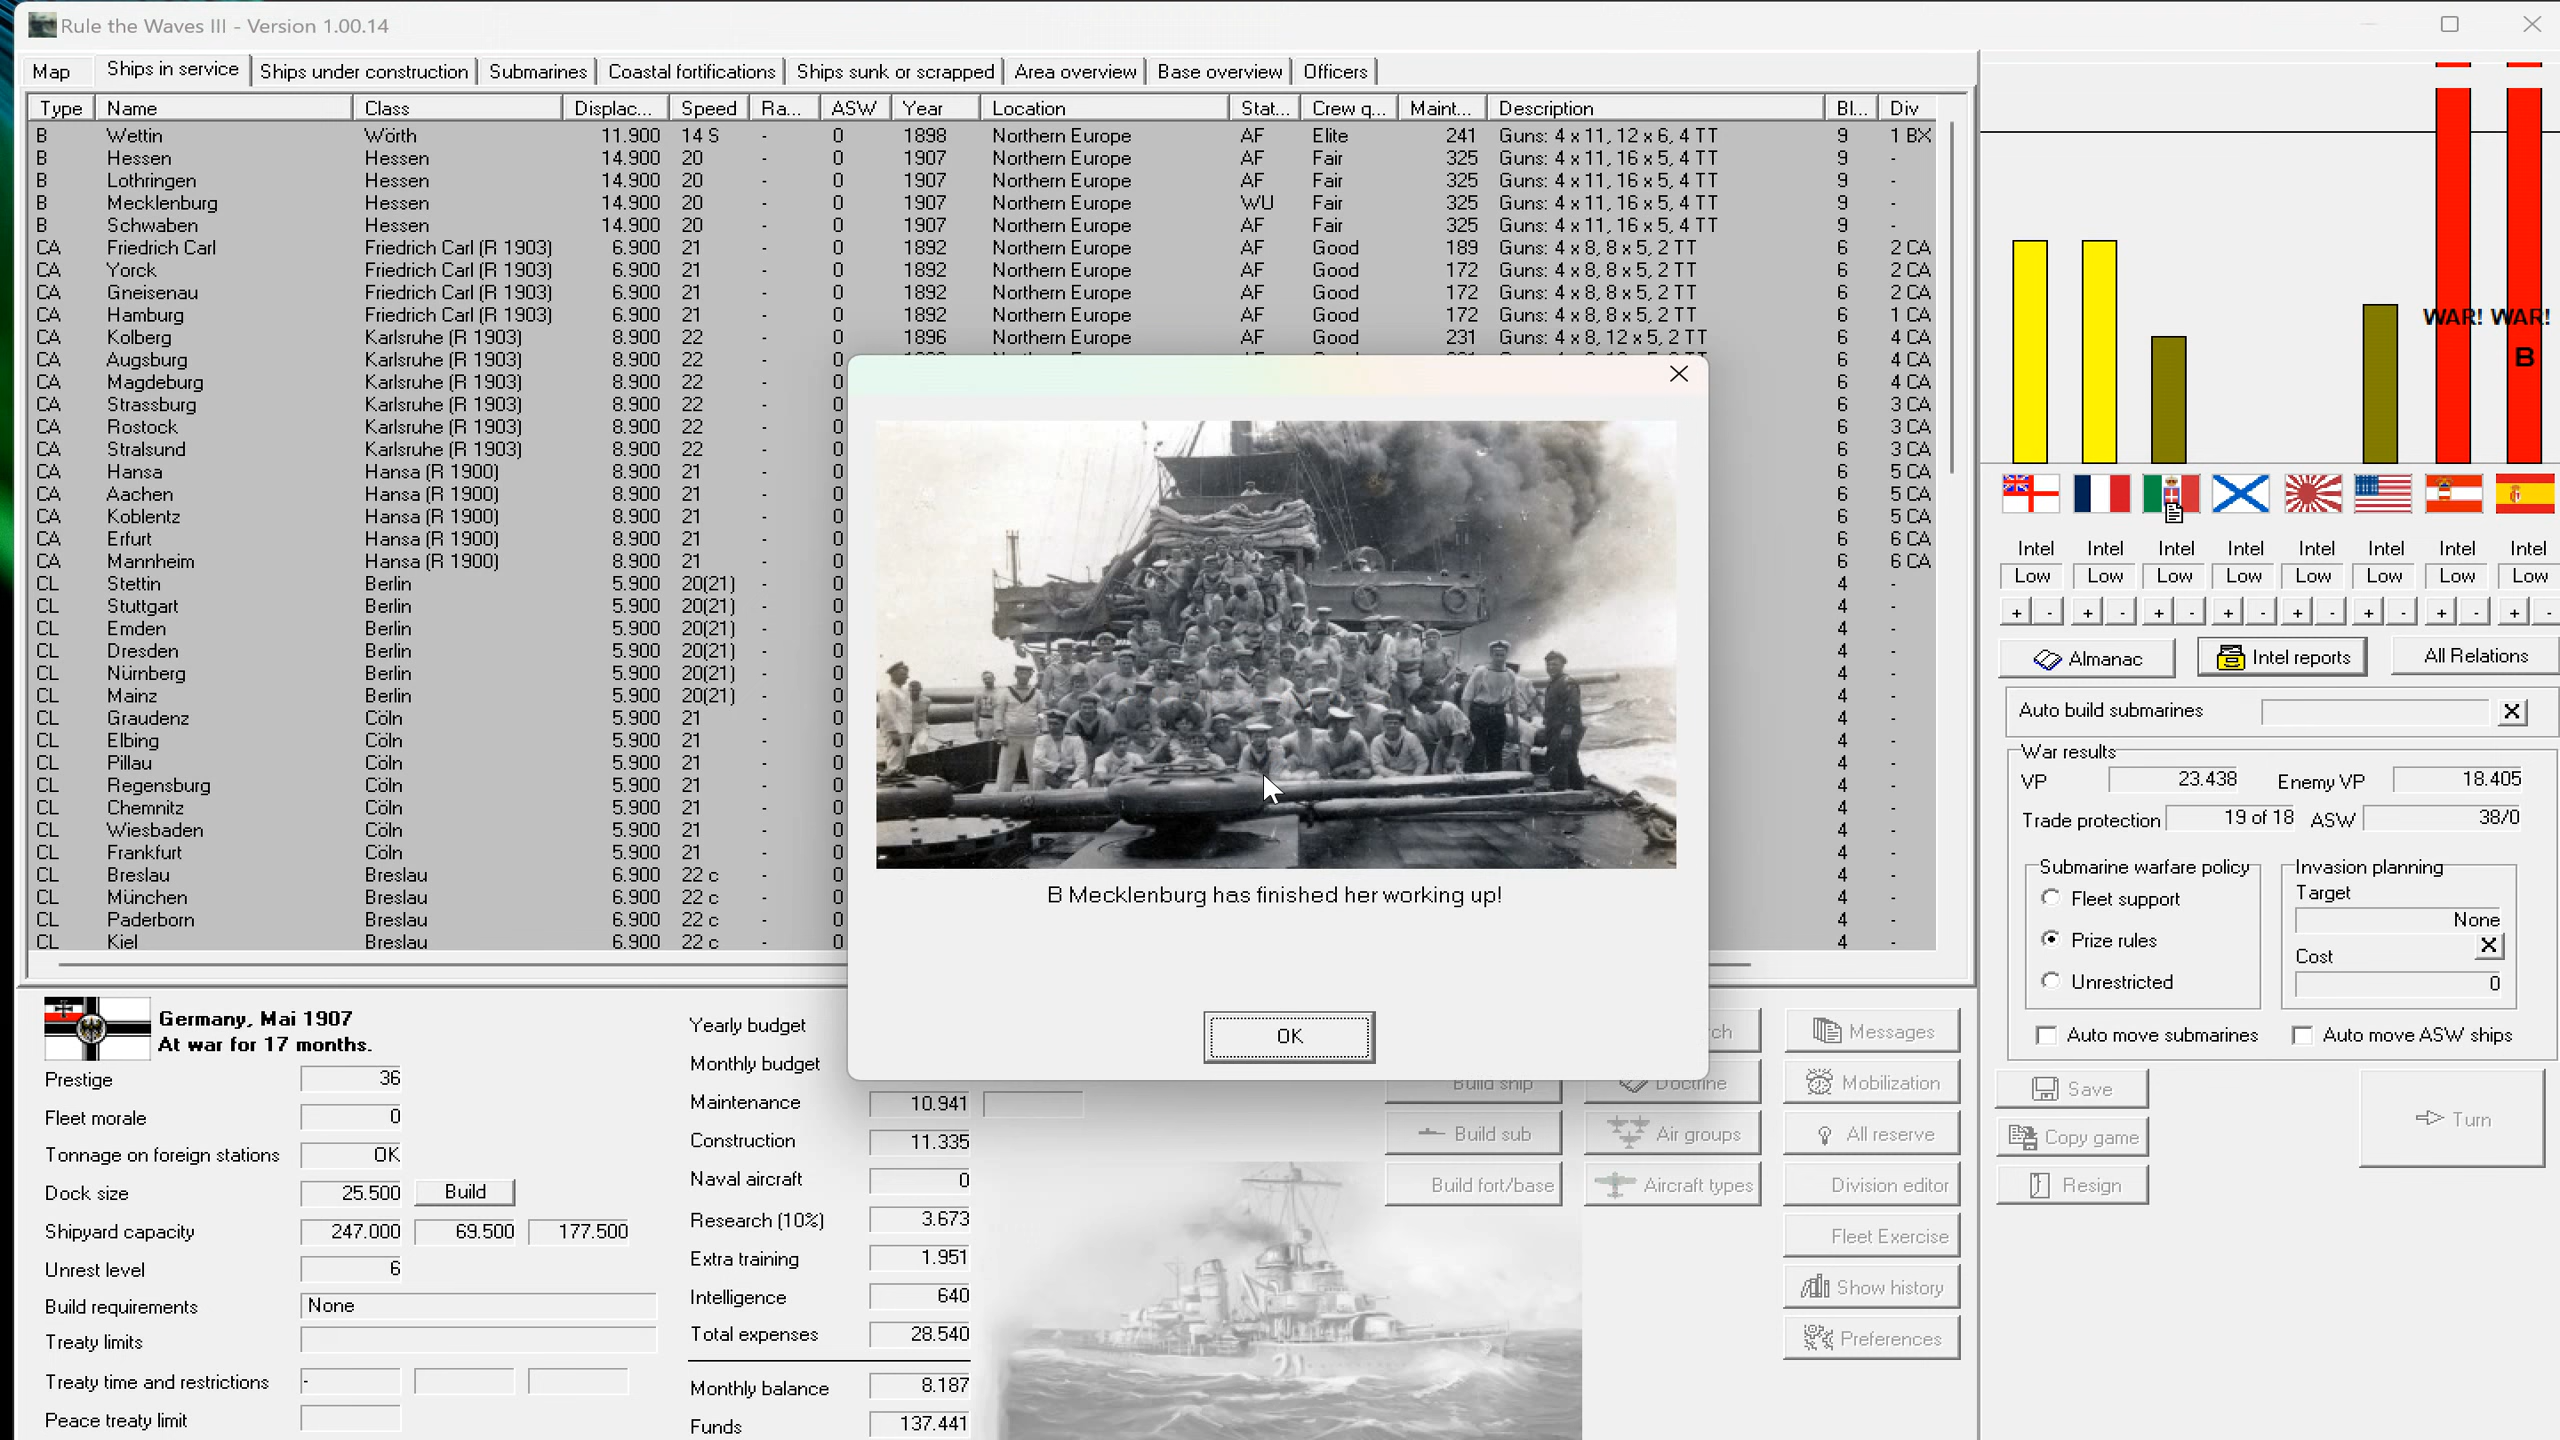 Rule the Waves III - Version 1.00.14
Map Ships in service Ships under construction Submarines Coastal fortifications Ships sunk or scrapped Area overview Base overview Officers
Type Name Class Displac... Speed Ra... ASW Year Location Stat... Crew q... Maint... Description Bl... Div
B Wettin Wörth 11.900 14 S - 0 1898 Northern Europe AF Elite 241 Guns: 4 x 11, 12 x 6, 4 TT 9 1 BX
B Hessen Hessen 14.900 20 - 0 1907 Northern Europe AF Fair 325 Guns: 4 x 11, 16 x 5, 4 TT 9 -
B Lothringen Hessen 14.900 20 - 0 1907 Northern Europe AF Fair 325 Guns: 4 x 11, 16 x 5, 4 TT 9 -
B Mecklenburg Hessen 14.900 20 - 0 1907 Northern Europe WU Fair 325 Guns: 4 x 11, 16 x 5, 4 TT 9 -
B Schwaben Hessen 14.900 20 - 0 1907 Northern Europe AF Fair 325 Guns: 4 x 11, 16 x 5, 4 TT 9 -
CA Friedrich Carl Friedrich Carl (R 1903) 6.900 21 - 0 1892 Northern Europe AF Good 189 Guns: 4 x 8, 8 x 5, 2 TT 6 2 CA
CA Yorck Friedrich Carl (R 1903) 6.900 21 - 0 1892 Northern Europe AF Good 172 Guns: 4 x 8, 8 x 5, 2 TT 6 2 CA
CA Gneisenau Friedrich Carl (R 1903) 6.900 21 - 0 1892 Northern Europe AF Good 172 Guns: 4 x 8, 8 x 5, 2 TT 6 2 CA
CA Hamburg Friedrich Carl (R 1903) 6.900 21 - 0 1892 Northern Europe AF Good 172 Guns: 4 x 8, 8 x 5, 2 TT 6 1 CA
CA Kolberg Karlsruhe (R 1903) 8.900 22 - 0 1896 Northern Europe AF Good 231 Guns: 4 x 8, 12 x 5, 2 TT 6 4 CA
CA Augsburg Karlsruhe (R 1903) 8.900 22 - 0 6 4 CA
CA Magdeburg Karlsruhe (R 1903) 8.900 22 - 0 6 4 CA
CA Strassburg Karlsruhe (R 1903) 8.900 22 - 0 6 3 CA
CA Rostock Karlsruhe (R 1903) 8.900 22 - 0 6 3 CA
CA Stralsund Karlsruhe (R 1903) 8.900 22 - 0 6 3 CA
CA Hansa Hansa (R 1900) 8.900 21 - 0 6 5 CA
CA Aachen Hansa (R 1900) 8.900 21 - 0 6 5 CA
CA Koblentz Hansa (R 1900) 8.900 21 - 0 6 5 CA
CA Erfurt Hansa (R 1900) 8.900 21 - 0 6 6 CA
CA Mannheim Hansa (R 1900) 8.900 21 - 0 6 6 CA
CL Stettin Berlin 5.900 20(21) - 0 4 -
CL Stuttgart Berlin 5.900 20(21) - 0 4 -
CL Emden Berlin 5.900 20(21) - 0 4 -
CL Dresden Berlin 5.900 20(21) - 0 4 -
CL Nürnberg Berlin 5.900 20(21) - 0 4 -
CL Mainz Berlin 5.900 20(21) - 0 4 -
CL Graudenz Cöln 5.900 21 - 0 4 -
CL Elbing Cöln 5.900 21 - 0 4 -
CL Pillau Cöln 5.900 21 - 0 4 -
CL Regensburg Cöln 5.900 21 - 0 4 -
CL Chemnitz Cöln 5.900 21 - 0 4 -
CL Wiesbaden Cöln 5.900 21 - 0 4 -
CL Frankfurt Cöln 5.900 21 - 0 4 -
CL Breslau Breslau 6.900 22 c - 0 4 -
CL München Breslau 6.900 22 c - 0 4 -
CL Paderborn Breslau 6.900 22 c - 0 4 -
CL Kiel Breslau 6.900 22 c - 0 4 -
B Mecklenburg has finished her working up!
OK
WAR! WAR!
B
Intel Intel Intel Intel Intel Intel Intel Intel
Low Low Low Low Low Low Low Low
+ - + - + - + - + - + - + - + -
Almanac Intel reports All Relations
Auto build submarines X
War results
VP 23.438 Enemy VP 18.405
Trade protection 19 of 18 ASW 38/0
Submarine warfare policy
Fleet support
Prize rules
Unrestricted
Invasion planning
Target
None
Cost X
0
Auto move submarines Auto move ASW ships
Save
Copy game
Resign
Turn
Germany, Mai 1907
At war for 17 months.
Prestige 36
Fleet morale 0
Tonnage on foreign stations OK
Dock size 25.500 Build
Shipyard capacity 247.000 69.500 177.500
Unrest level 6
Build requirements None
Treaty limits
Treaty time and restrictions -
Peace treaty limit
Yearly budget
Monthly budget
Maintenance 10.941
Construction 11.335
Naval aircraft 0
Research (10%) 3.673
Extra training 1.951
Intelligence 640
Total expenses 28.540
Monthly balance 8.187
Funds 137.441
Build ship
Build sub
Build fort/base
ch
Doctrine
Air groups
Aircraft types
Messages
Mobilization
All reserve
Division editor
Fleet Exercise
Show history
Preferences